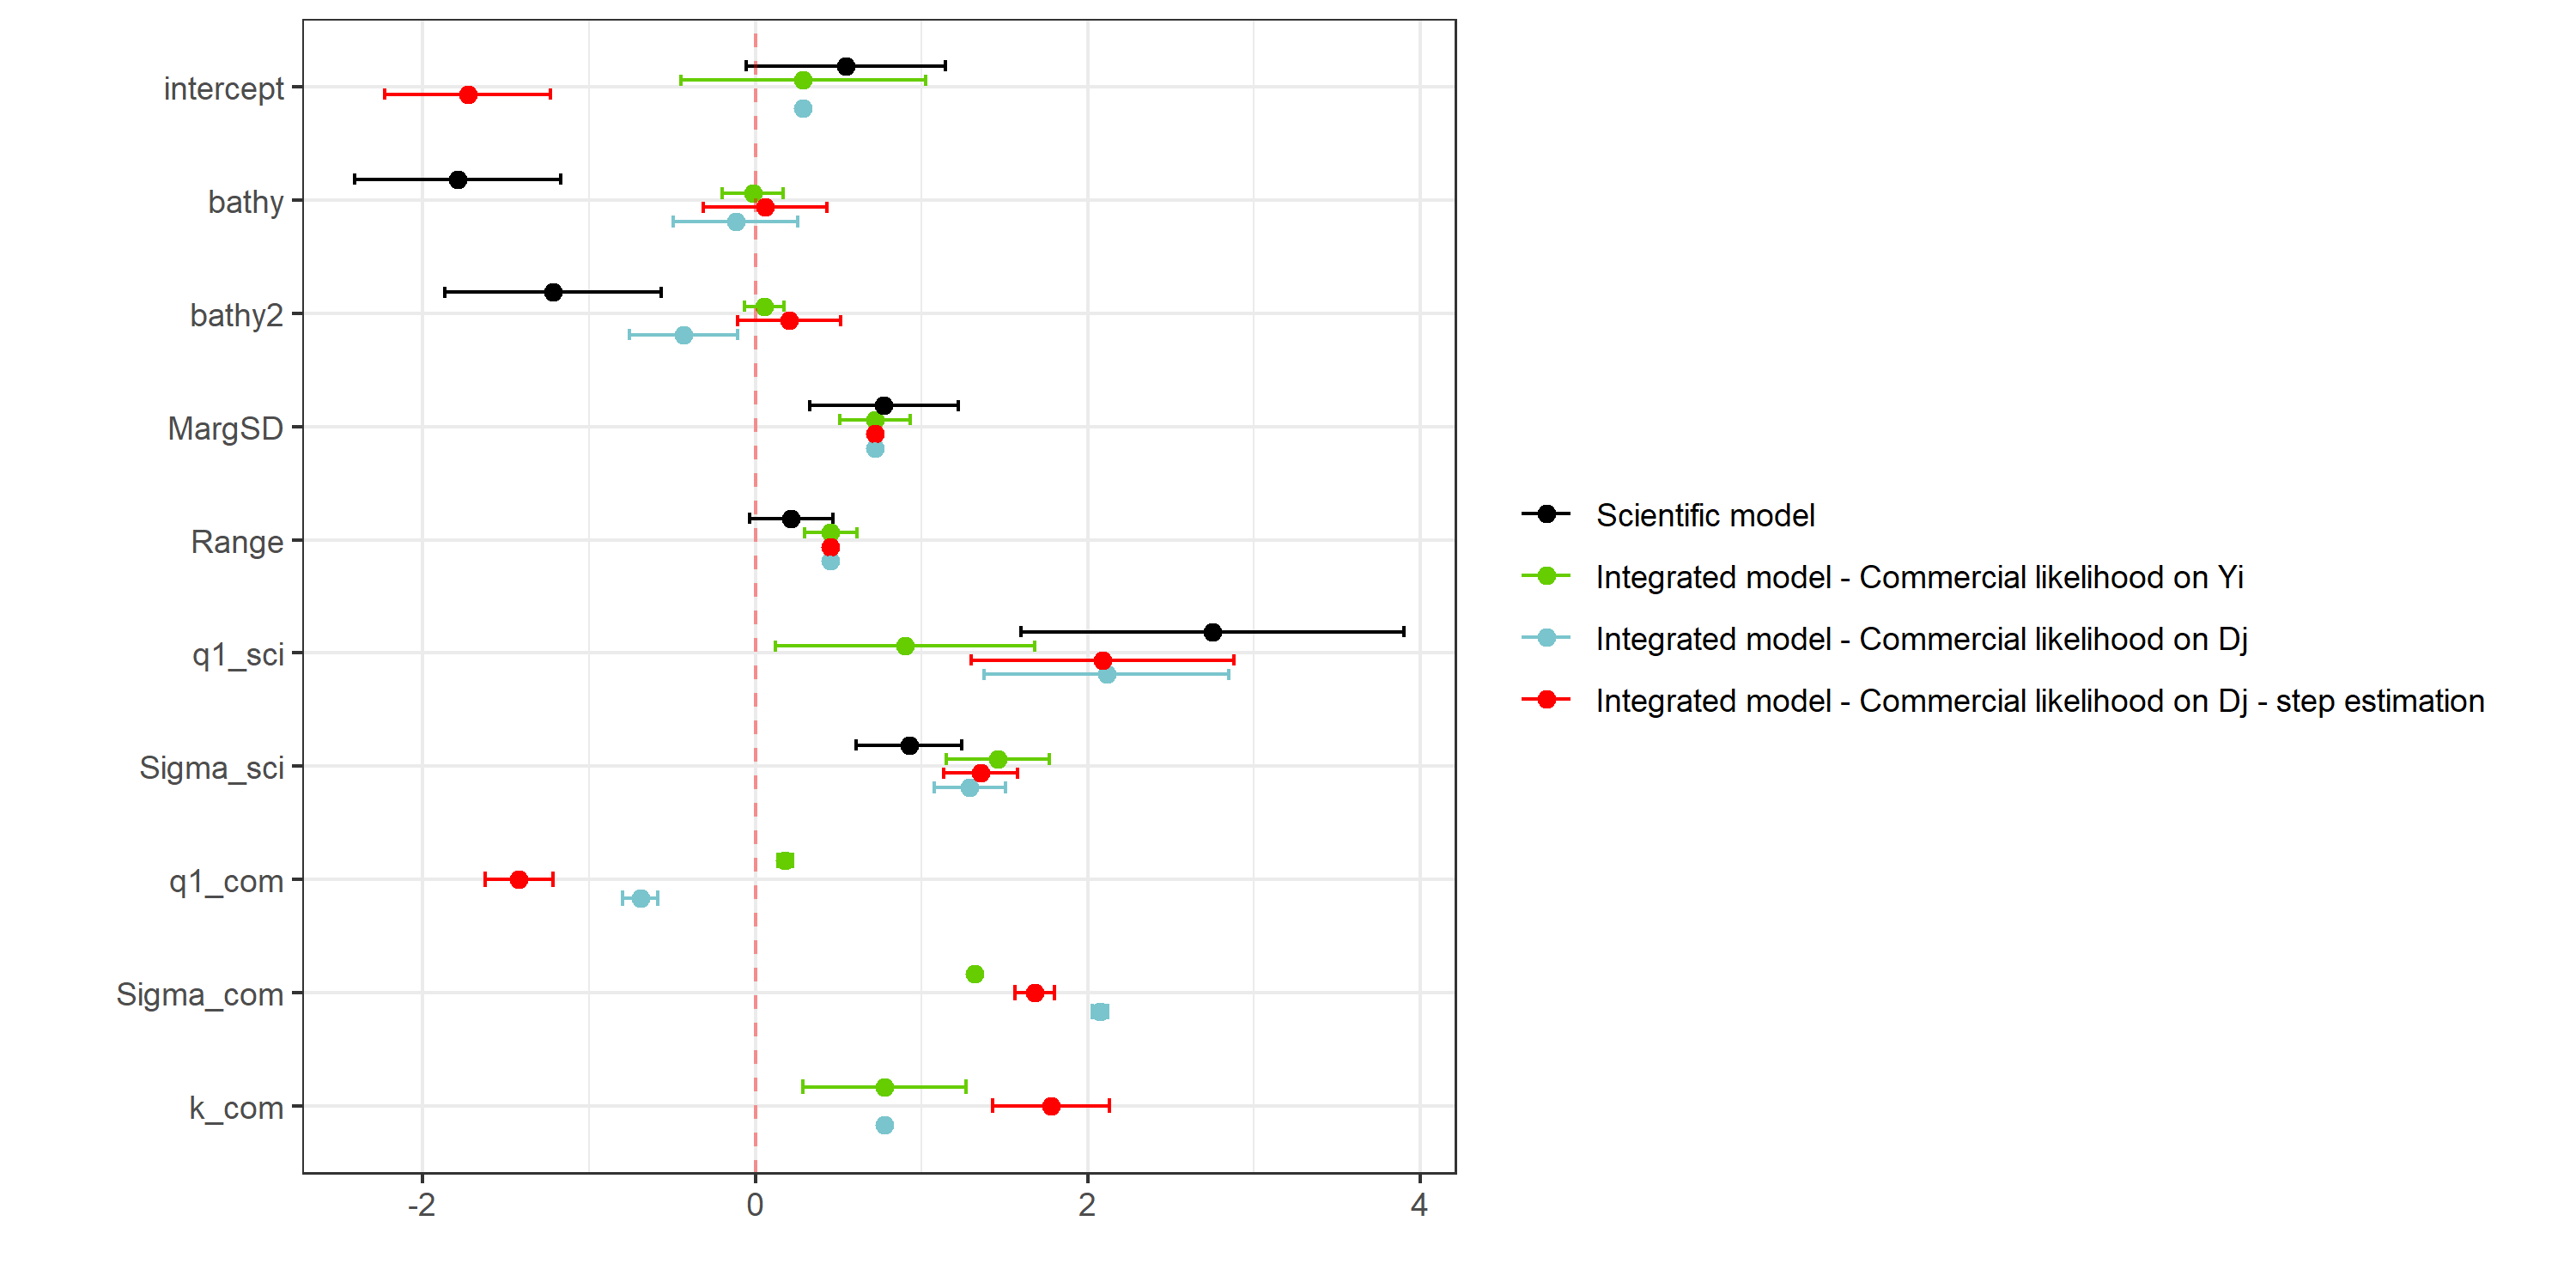 intercept
bathy
bathy2
MargSD
Range
q1_sci
Sigma_sci
q1_com
Sigma_com
k_com
-2 0 2 4
Scientific model
Integrated model - Commercial likelihood on Yi
Integrated model - Commercial likelihood on Dj
Integrated model - Commercial likelihood on Dj - step estimation